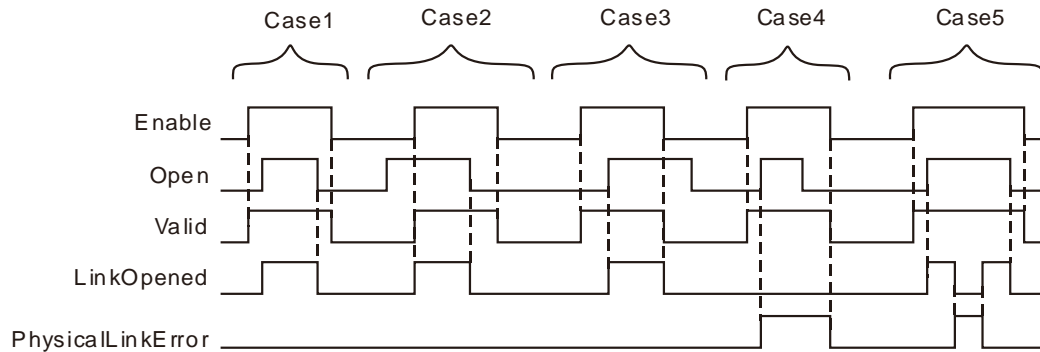 Case1 Case2 Case3 Case4 Case5
Enable
Open
Valid
LinkOpened
PhysicalLinkError